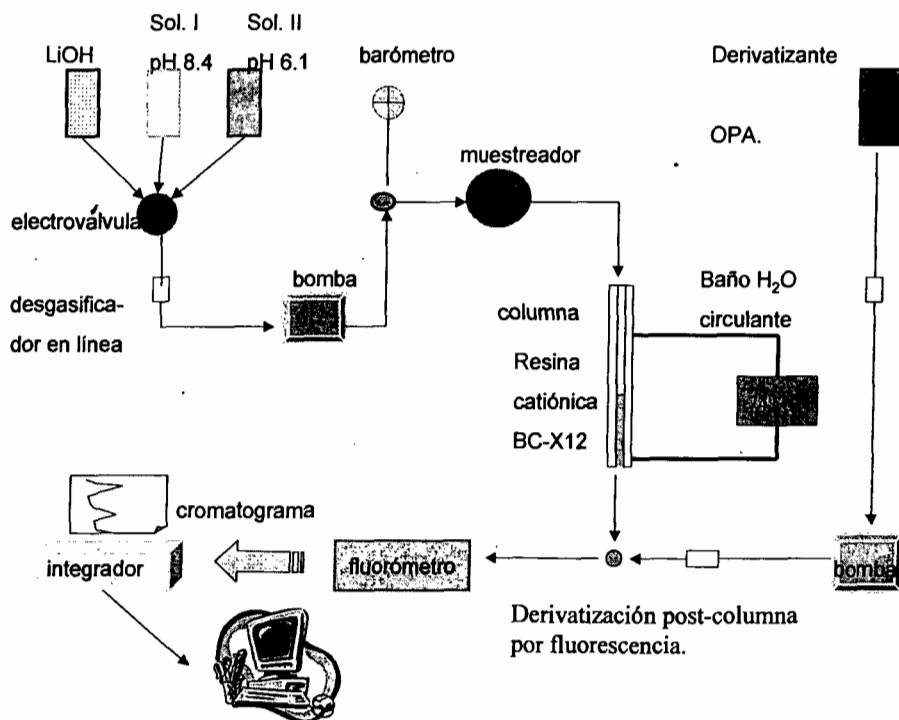 Sol. I
Sol. II
LiOH
pH 8.4
pH 6.1
barómetro
Derivatizante
OPA.
muestreador
electroválvula
bomba
Baño H₂O
circulante
desgasifica-
dor en línea
columna
Resina
catiónica
BC-X12
cromatograma
integrador
fluorómetro
bomba
Derivatización post-columna
por fluorescencia.